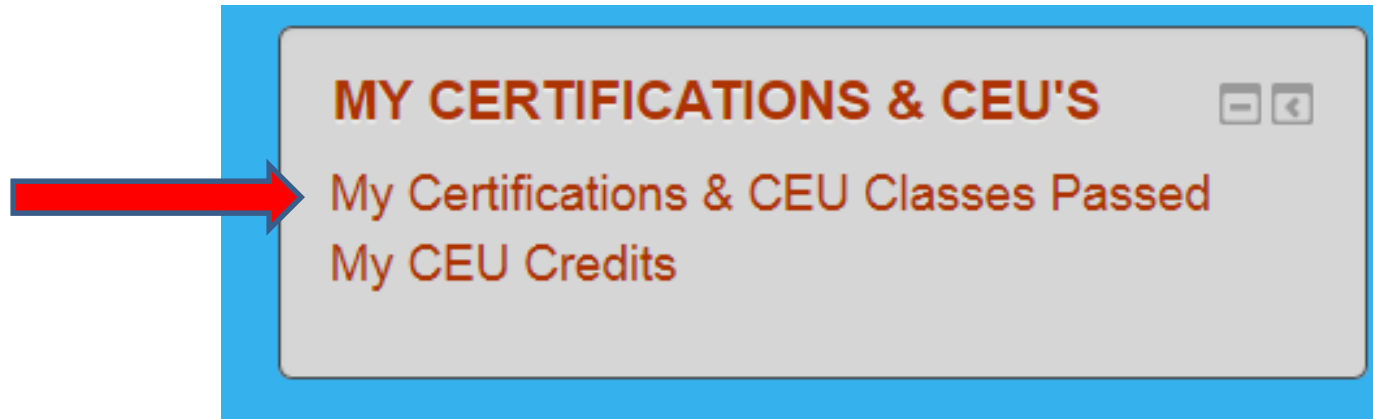 MY CERTIFICATIONS & CEU'S
My Certifications & CEU Classes Passed
My CEU Credits